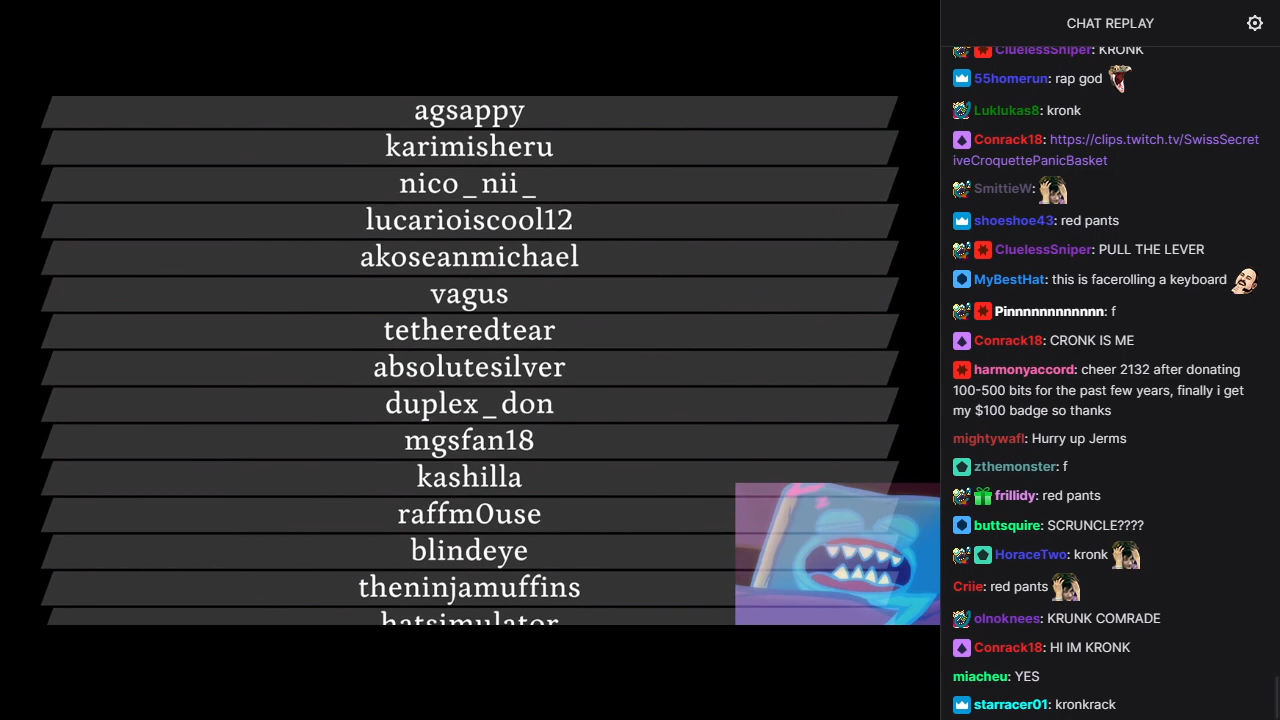 agsappy
karimisheru
nico_nii_
lucarioiscool12
akoseanmichael
vagus
tetheredtear
absolutesilver
duplex_don
mgsfan18
kashilla
raffm0use
blindeye
theninjamuffins
hatsimulator
CHAT REPLAY
CluelessSniper: KRONK
55homerun: rap god
Luklukas8: kronk
Conrack18: https://clips.twitch.tv/SwissSecret
iveCroquettePanicBasket
SmittieW:
shoeshoe43: red pants
CluelessSniper: PULL THE LEVER
MyBestHat: this is facerolling a keyboard
Pinnnnnnnnnnnn: f
Conrack18: CRONK IS ME
harmonyaccord: cheer 2132 after donating
100-500 bits for the past few years, finally i get
my $100 badge so thanks
mightywafl: Hurry up Jerms
zthemonster: f
frillidy: red pants
buttsquire: SCRUNCLE????
HoraceTwo: kronk
Criie: red pants
olnoknees: KRUNK COMRADE
Conrack18: HI IM KRONK
miacheu: YES
starracer01: kronkrack